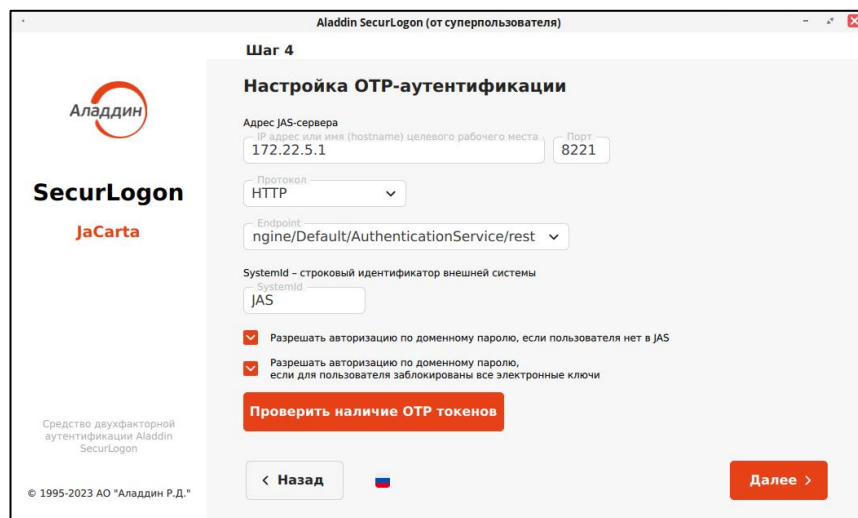 Aladdin SecurLogon (от суперпользователя)
Шаг 4
Аладдин
SecurLogon
JaCarta
Средство двухфакторной
аутентификации Aladdin
SecurLogon
© 1995-2023 АО "Аладдин Р.Д."
Настройка OTP-аутентификации
Адрес JAS-сервера
IP адрес или имя (hostname) целевого рабочего места
Порт
172.22.5.1
8221
Протокол
HTTP
Endpoint
ngine/Default/AuthenticationService/rest
SystemId – строковый идентификатор внешней системы
SystemId
JAS
Разрешать авторизацию по доменному паролю, если пользователя нет в JAS
Разрешать авторизацию по доменному паролю,
если для пользователя заблокированы все электронные ключи
Проверить наличие OTP токенов
‹ Назад
Далее ›